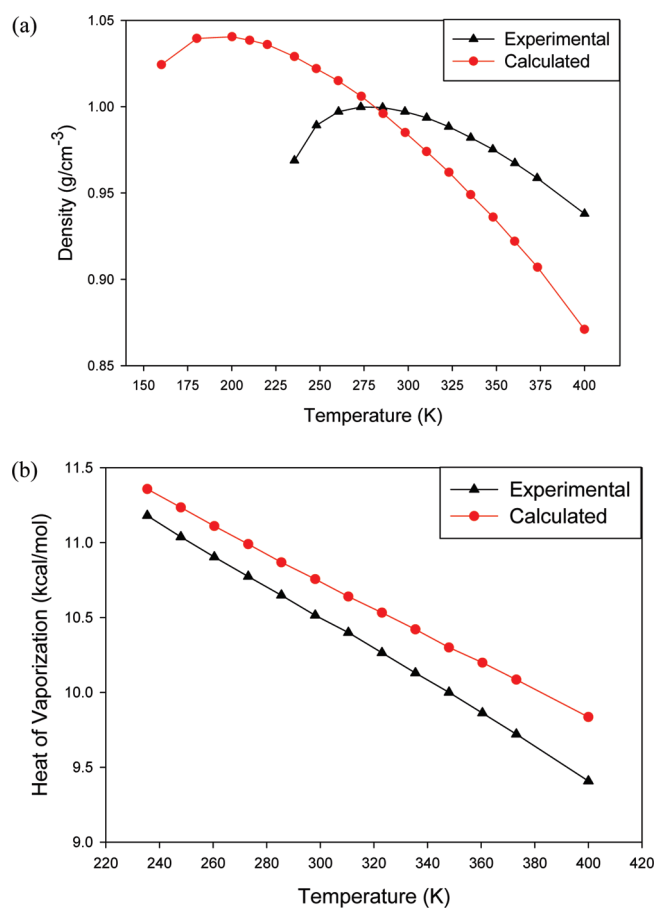 (a)
1.05
1.00
0.95
0.90
0.85
Density (g/cm⁻³)
Experimental
Calculated
150 175 200 225 250 275 300 325 350 375 400
Temperature (K)
(b)
11.5
11.0
10.5
10.0
9.5
9.0
Heat of Vaporization (kcal/mol)
Experimental
Calculated
220 240 260 280 300 320 340 360 380 400 420
Temperature (K)